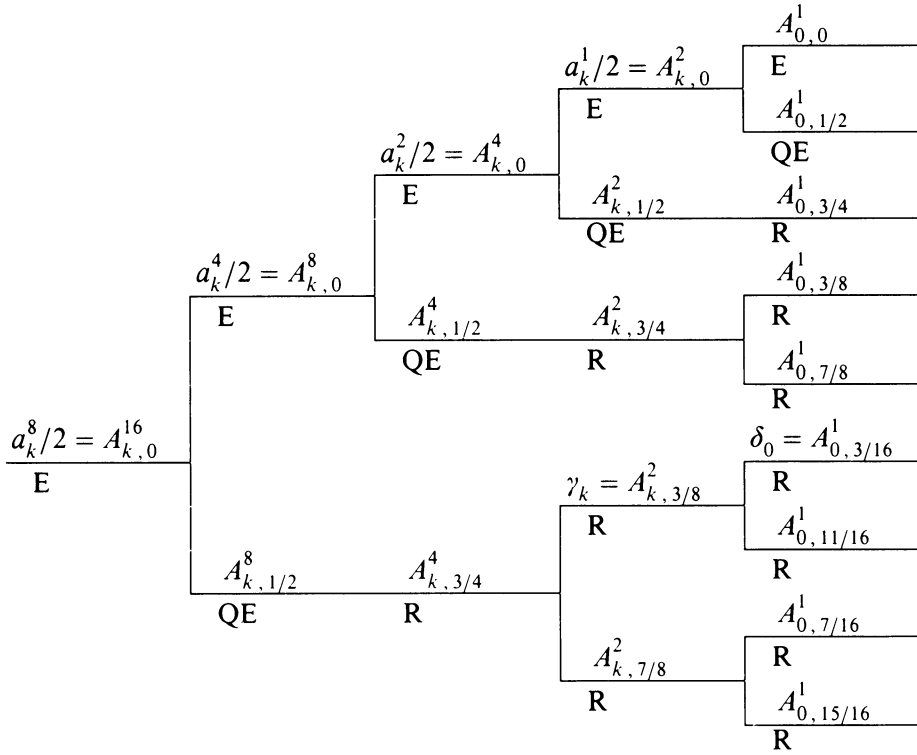 A^1_{0,0}
E
a^1_k/2 = A^2_{k,0}
E
A^1_{0,1/2}
QE
a^2_k/2 = A^4_{k,0}
E
A^2_{k,1/2}
QE
A^1_{0,3/4}
R
a^4_k/2 = A^8_{k,0}
E
A^4_{k,1/2}
QE
A^2_{k,3/4}
R
A^1_{0,3/8}
R
A^1_{0,7/8}
R
a^8_k/2 = A^{16}_{k,0}
E
A^8_{k,1/2}
QE
A^4_{k,3/4}
R
γ_k = A^2_{k,3/8}
R
δ_0 = A^1_{0,3/16}
R
A^1_{0,11/16}
R
A^2_{k,7/8}
R
A^1_{0,7/16}
R
A^1_{0,15/16}
R